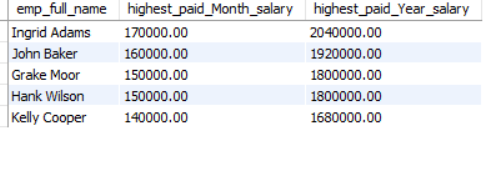 emp_full_name highest_paid_Month_salary highest_paid_Year_salary
Ingrid Adams 170000.00 2040000.00
John Baker 160000.00 1920000.00
Grake Moor 150000.00 1800000.00
Hank Wilson 150000.00 1800000.00
Kelly Cooper 140000.00 1680000.00